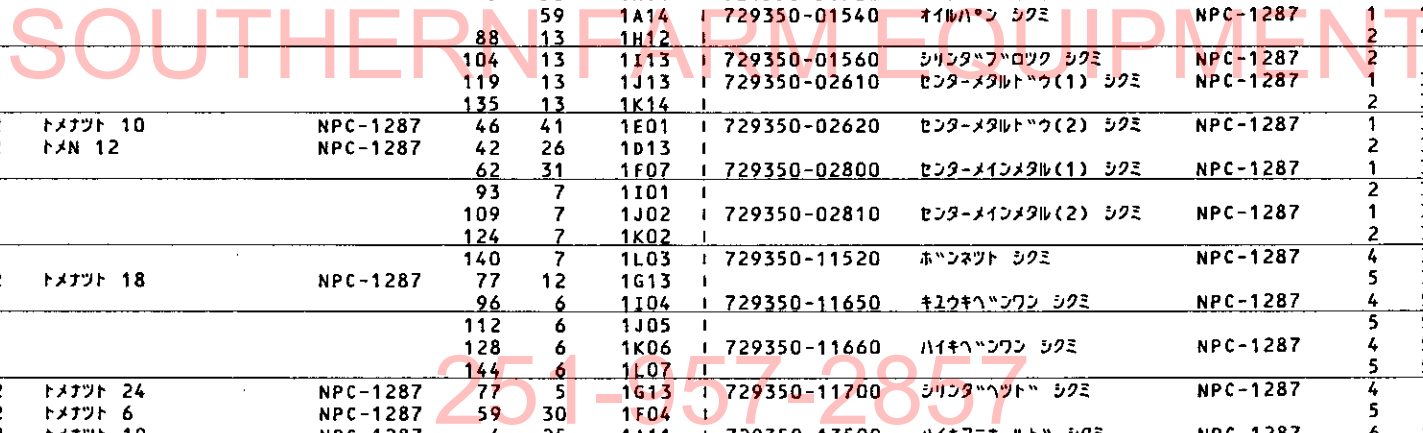 59 1A14 729350-01540 オイルパン シクミ NPC-1287 1
88 13 1H12 2
SOUTHERN FARM EQUIPMENT
104 13 1I13 729350-01560 シリンダブロツク シクミ NPC-1287 2
119 13 1J13 729350-02610 センターメタルドウ(1) シクミ NPC-1287 1
135 13 1K14 2
トメナツト 10 NPC-1287 46 41 1E01 729350-02620 センターメタルドウ(2) シクミ NPC-1287 1
トメN 12 NPC-1287 42 26 1D13 2
62 31 1F07 729350-02800 センターメインメタル(1) シクミ NPC-1287 1
93 7 1I01 2
109 7 1J02 729350-02810 センターメインメタル(2) シクミ NPC-1287 1
124 7 1K02 2
140 7 1L03 729350-11520 ボンネツト シクミ NPC-1287 4
トメナツト 18 NPC-1287 77 12 1G13 5
96 6 1I04 729350-11650 キユウキベンワン シクミ NPC-1287 4
112 6 1J05 5
128 6 1K06 729350-11660 ハイキベンワン シクミ NPC-1287 4
144 6 1L07 5
251-957-2857
トメナツト 24 NPC-1287 77 5 1G13 729350-11700 シリンダヘツド シクミ NPC-1287 4
トメナツト 6 NPC-1287 59 30 1F04 5